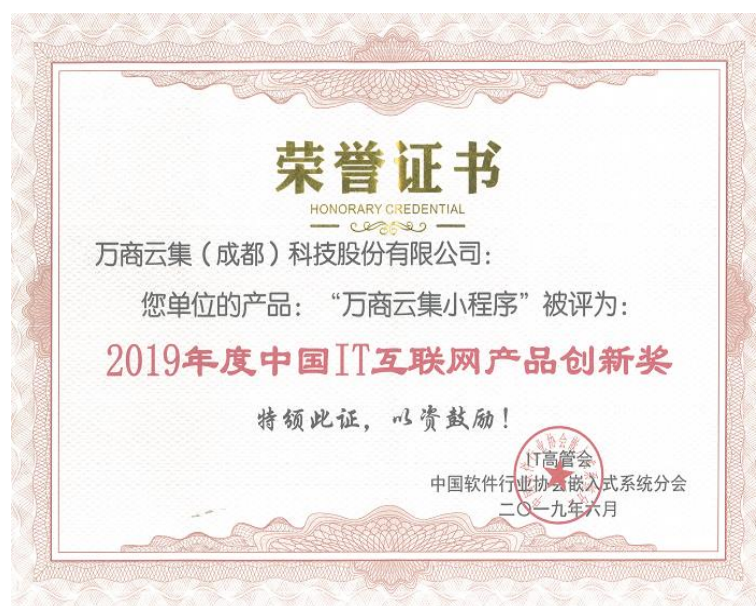 荣誉证书
HONORARY CREDENTIAL
万商云集（成都）科技股份有限公司：
您单位的产品：“万商云集小程序”被评为：
2019年度中国IT互联网产品创新奖
特颁此证，以资鼓励！
IT高管会
中国软件行业协会嵌入式系统分会
二〇一九年六月